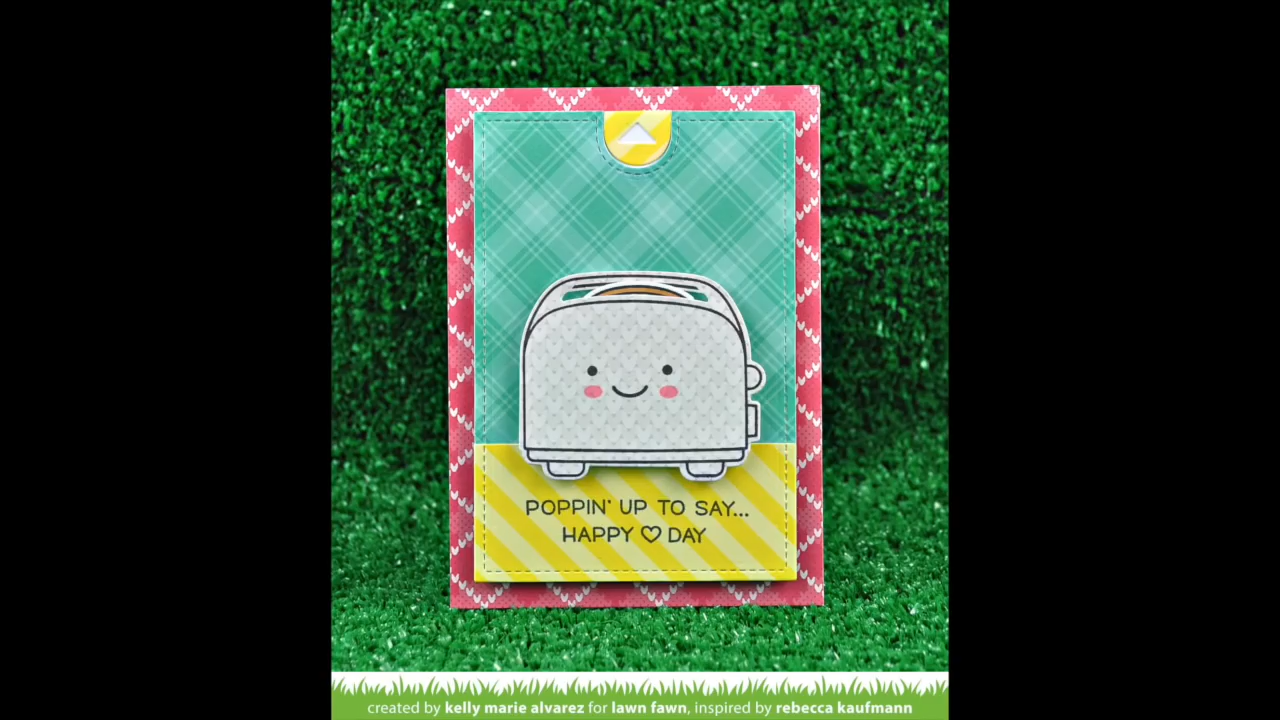 POPPIN' UP TO SAY...
HAPPY ♡ DAY
created by kelly marie alvarez for lawn fawn, inspired by rebecca kaufmann